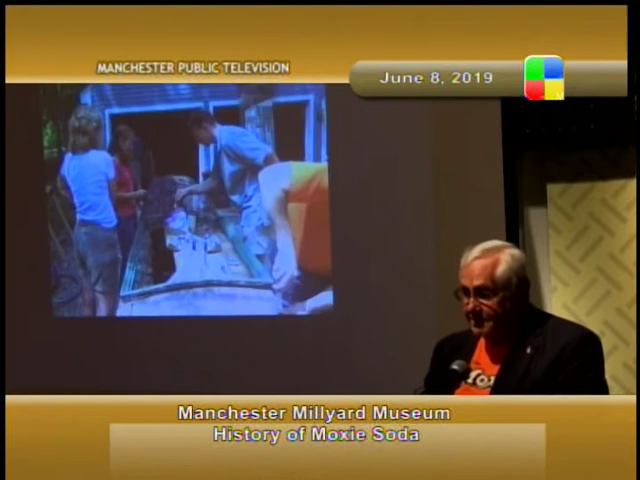 MANCHESTER PUBLIC TELEVISION
June 8, 2019
Manchester Millyard Museum
History of Moxie Soda